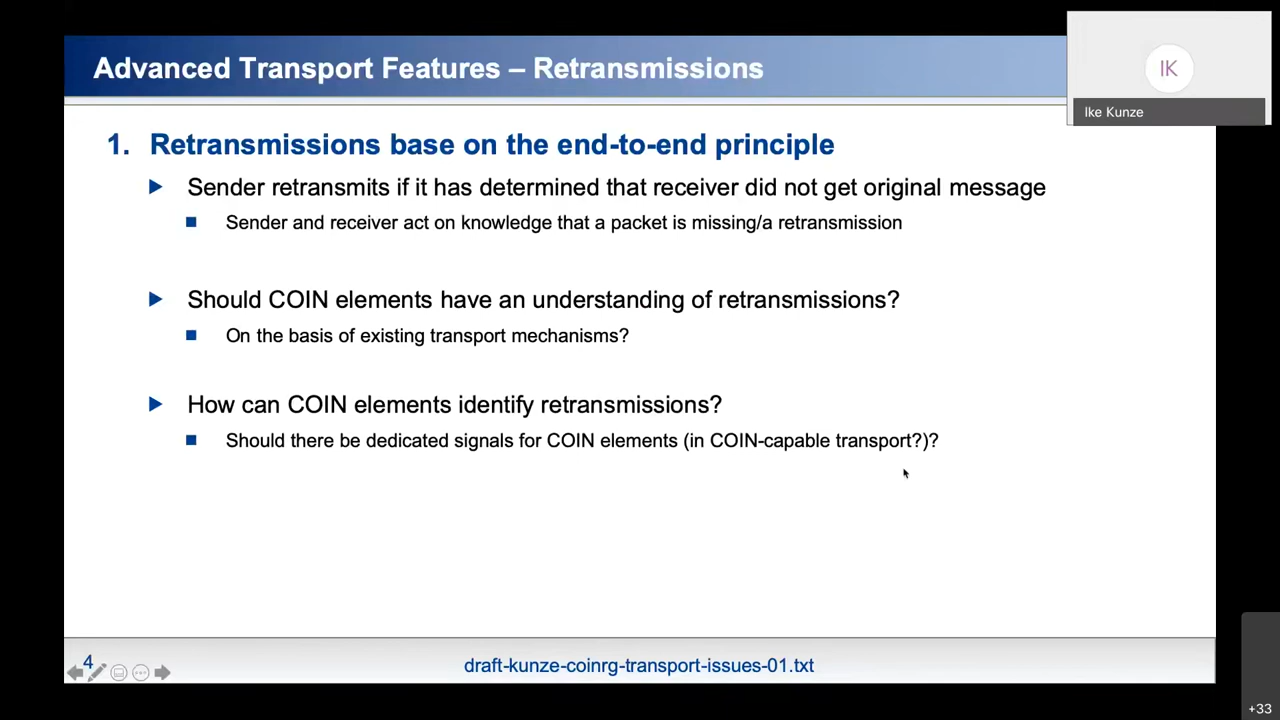 Advanced Transport Features – Retransmissions
IK
Ike Kunze
1. Retransmissions base on the end-to-end principle
Sender retransmits if it has determined that receiver did not get original message
Sender and receiver act on knowledge that a packet is missing/a retransmission
Should COIN elements have an understanding of retransmissions?
On the basis of existing transport mechanisms?
How can COIN elements identify retransmissions?
Should there be dedicated signals for COIN elements (in COIN-capable transport?)?
4
draft-kunze-coinrg-transport-issues-01.txt
+33